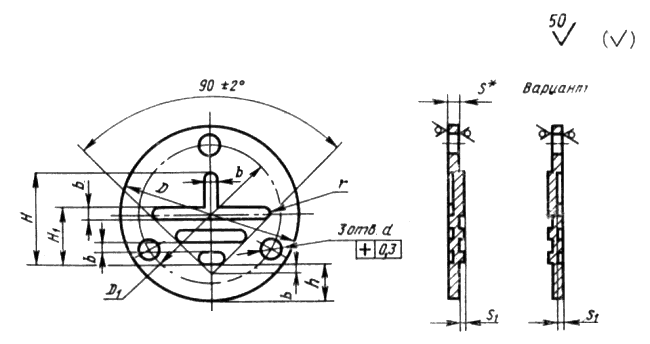 50
(√)
90 ±2°
S*
Вариант
b
D
b
r
H
H₁
3 отв. d
⌖ 0,3
b
D₁
b
h
S₁
S₁